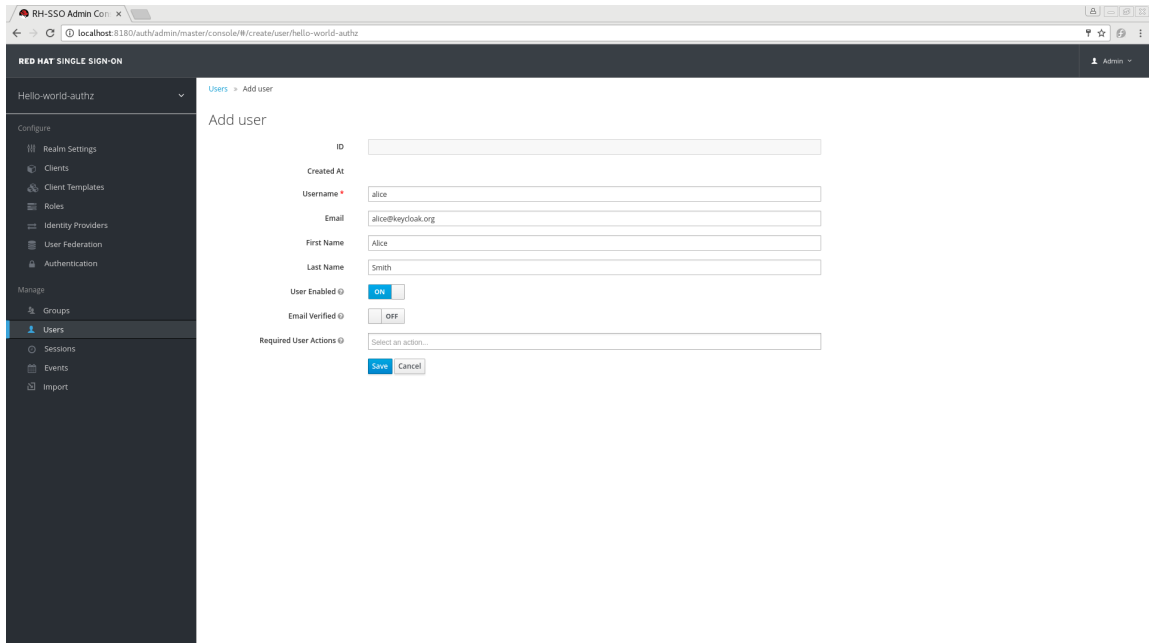 RH-SSO Admin Con
localhost:8180/auth/admin/master/console/#/create/user/hello-world-authz
RED HAT SINGLE SIGN-ON
Admin
Hello-world-authz
Users > Add user
Add user
Configure
Realm Settings
Clients
Client Templates
Roles
Identity Providers
User Federation
Authentication
Manage
Groups
Users
Sessions
Events
Import
ID
Created At
Username * alice
Email alice@keycloak.org
First Name Alice
Last Name Smith
User Enabled ON
Email Verified OFF
Required User Actions Select an action...
Save Cancel